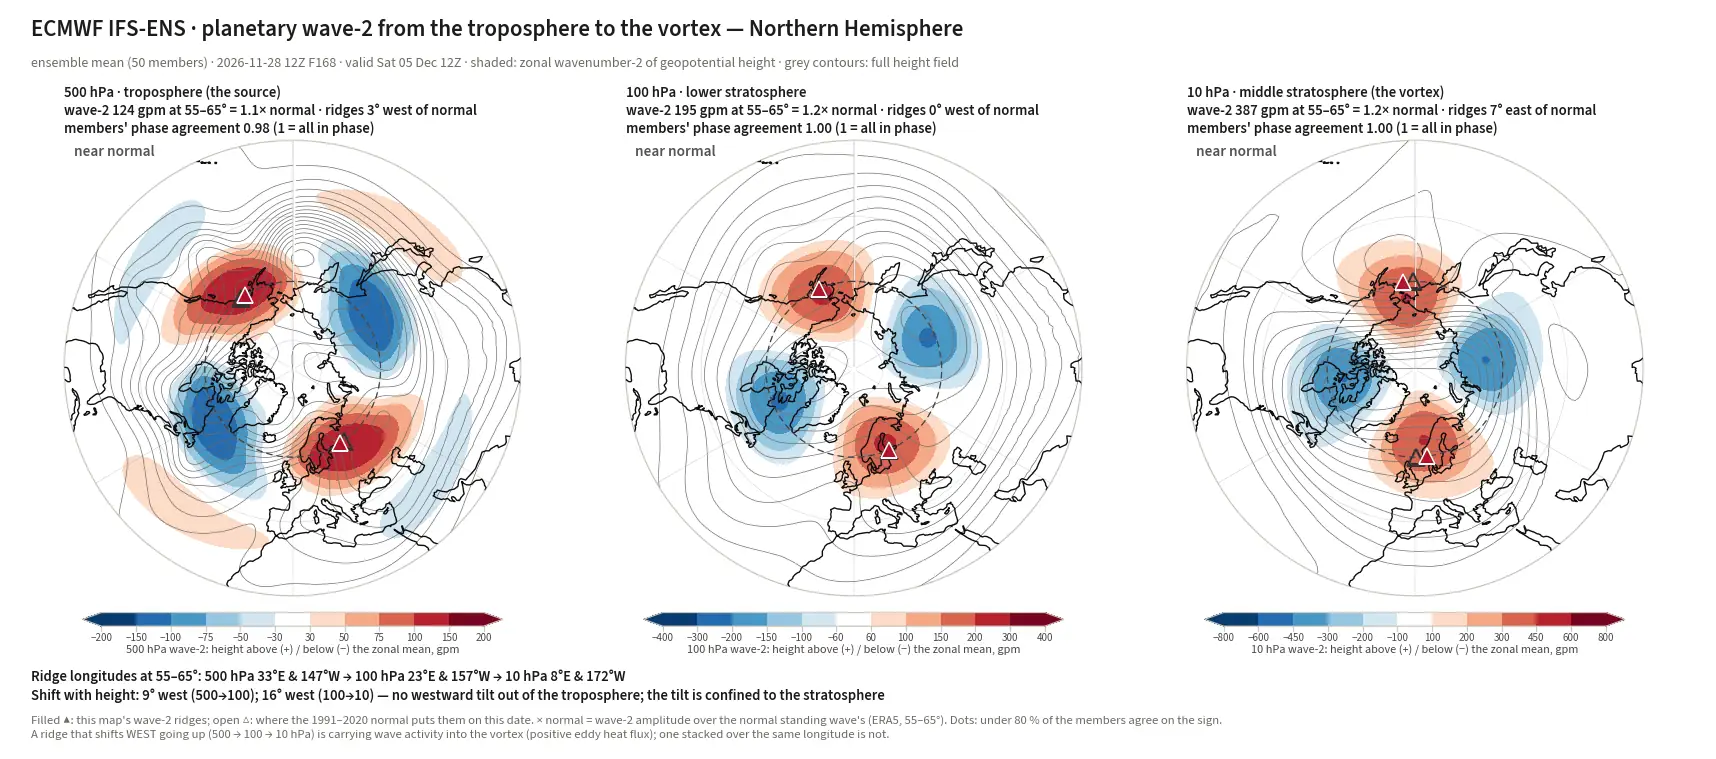 ECMWF IFS-ENS · planetary wave-2 from the troposphere to the vortex — Northern Hemisphere
ensemble mean (50 members) · 2026-11-28 12Z F168 · valid Sat 05 Dec 12Z · shaded: zonal wavenumber-2 of geopotential height · grey contours: full height field
500 hPa · troposphere (the source)
wave-2 124 gpm at 55–65° = 1.1× normal · ridges 3° west of normal
members' phase agreement 0.98 (1 = all in phase)
near normal
100 hPa · lower stratosphere
wave-2 195 gpm at 55–65° = 1.2× normal · ridges 0° west of normal
members' phase agreement 1.00 (1 = all in phase)
near normal
10 hPa · middle stratosphere (the vortex)
wave-2 387 gpm at 55–65° = 1.2× normal · ridges 7° east of normal
members' phase agreement 1.00 (1 = all in phase)
near normal
−200 −150 −100 −75 −50 −30 30 50 75 100 150 200
500 hPa wave-2: height above (+) / below (−) the zonal mean, gpm
−400 −300 −200 −150 −100 −60 60 100 150 200 300 400
100 hPa wave-2: height above (+) / below (−) the zonal mean, gpm
−800 −600 −450 −300 −200 −100 100 200 300 450 600 800
10 hPa wave-2: height above (+) / below (−) the zonal mean, gpm
Ridge longitudes at 55–65°: 500 hPa 33°E & 147°W → 100 hPa 23°E & 157°W → 10 hPa 8°E & 172°W
Shift with height: 9° west (500→100); 16° west (100→10) — no westward tilt out of the troposphere; the tilt is confined to the stratosphere
Filled ▲: this map's wave-2 ridges; open △: where the 1991–2020 normal puts them on this date. × normal = wave-2 amplitude over the normal standing wave's (ERA5, 55–65°). Dots: under 80 % of the members agree on the sign.
A ridge that shifts WEST going up (500 → 100 → 10 hPa) is carrying wave activity into the vortex (positive eddy heat flux); one stacked over the same longitude is not.